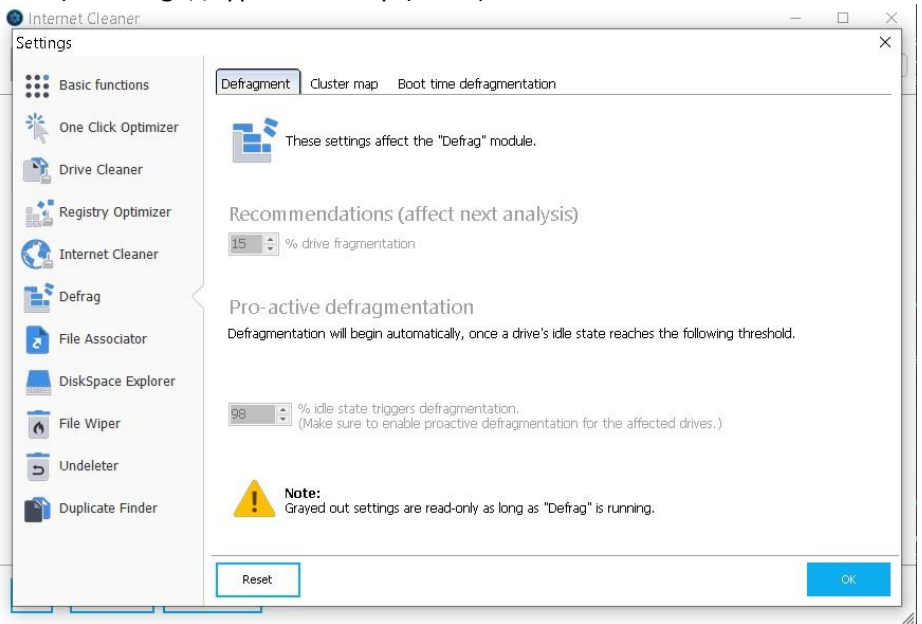 Internet Cleaner
Settings
Basic functions
One Click Optimizer
Drive Cleaner
Registry Optimizer
Internet Cleaner
Defrag
File Associator
DiskSpace Explorer
File Wiper
Undeleter
Duplicate Finder
Defragment Cluster map Boot time defragmentation
These settings affect the "Defrag" module.
Recommendations (affect next analysis)
15 % drive fragmentation
Pro-active defragmentation
Defragmentation will begin automatically, once a drive's idle state reaches the following threshold.
98 % idle state triggers defragmentation.
(Make sure to enable proactive defragmentation for the affected drives.)
Note:
Grayed out settings are read-only as long as "Defrag" is running.
Reset OK